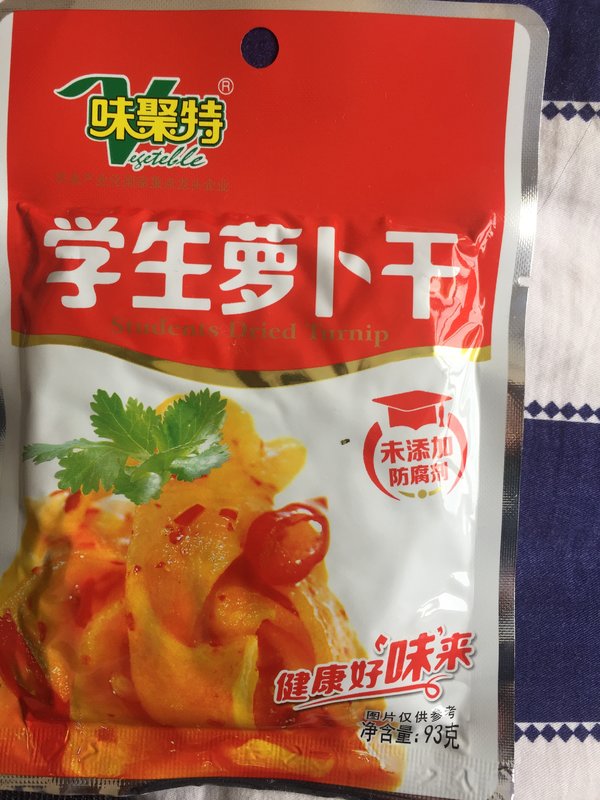 味聚特®
Vegeteble
学生萝卜干
Students Dried Turnip
未添加
防腐剂
健康好'味'来
图片仅供参考
净含量:93克